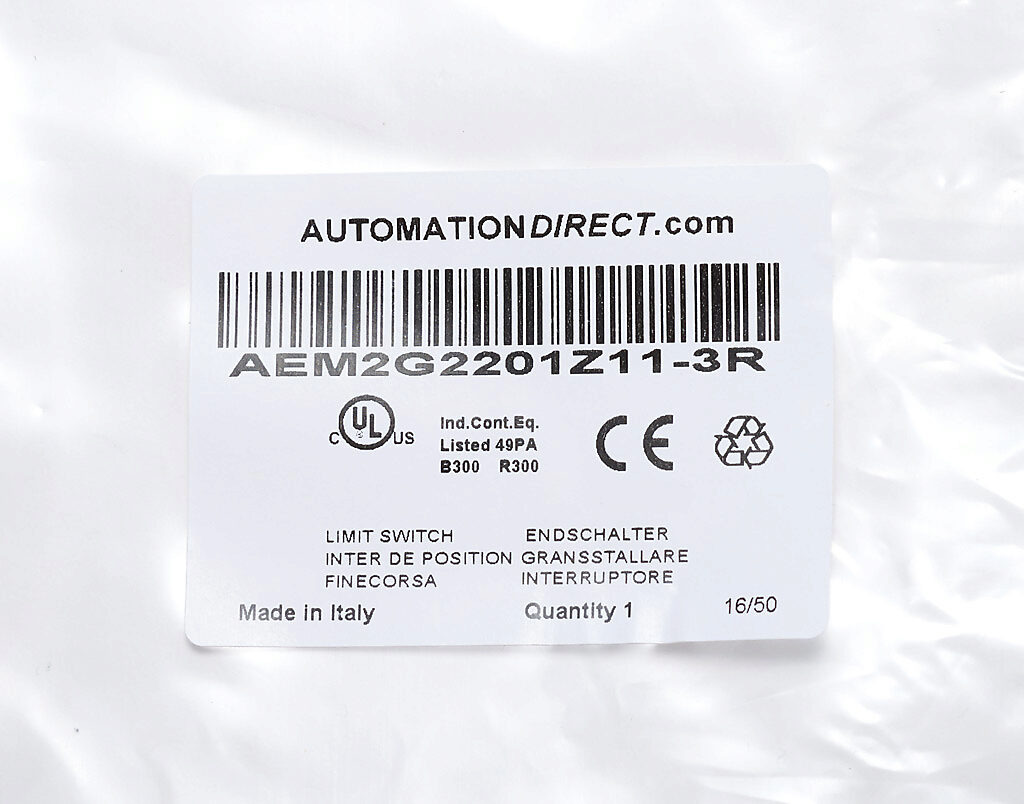 AUTOMATIONDIRECT.com
AEM2G2201Z11-3R
C UL US
Ind.Cont.Eq.
Listed 49PA
B300 R300
CE
LIMIT SWITCH ENDSCHALTER
INTER DE POSITION GRANSSTALLARE
FINECORSA INTERRUPTORE
Made in Italy Quantity 1 16/50